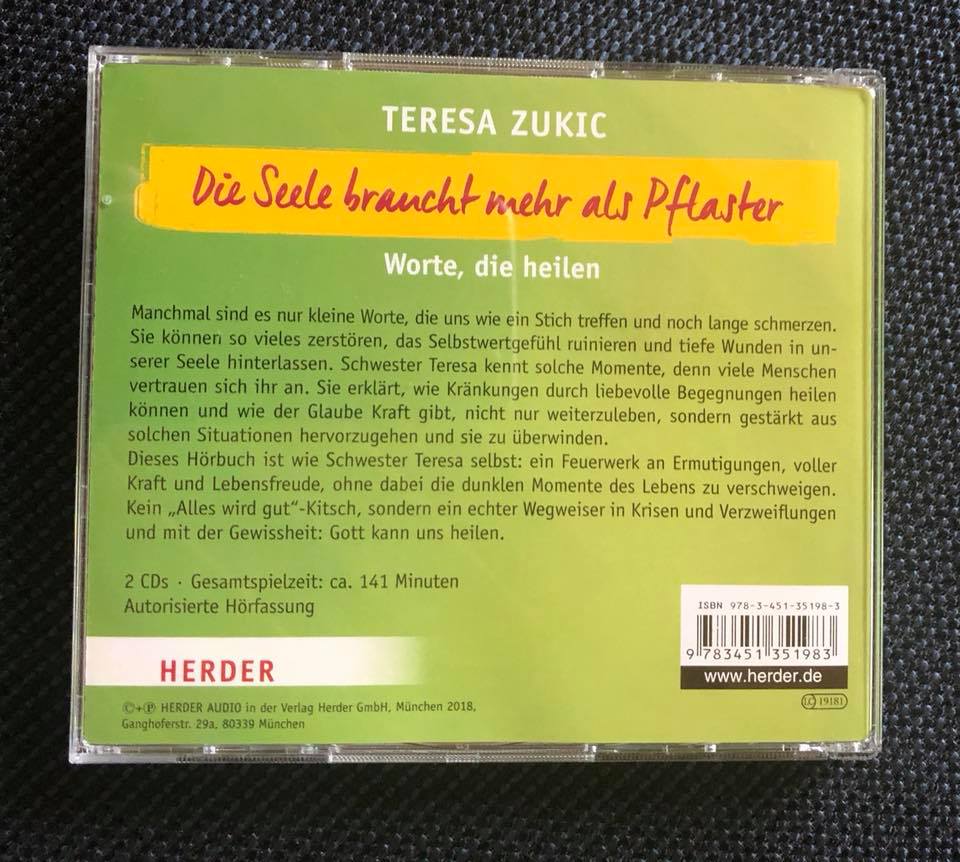 TERESA ZUKIC
Die Seele braucht mehr als Pflaster
Worte, die heilen
Manchmal sind es nur kleine Worte, die uns wie ein Stich treffen und noch lange schmerzen.
Sie können so vieles zerstören, das Selbstwertgefühl ruinieren und tiefe Wunden in un-
serer Seele hinterlassen. Schwester Teresa kennt solche Momente, denn viele Menschen
vertrauen sich ihr an. Sie erklärt, wie Kränkungen durch liebevolle Begegnungen heilen
können und wie der Glaube Kraft gibt, nicht nur weiterzuleben, sondern gestärkt aus
solchen Situationen hervorzugehen und sie zu überwinden.
Dieses Hörbuch ist wie Schwester Teresa selbst: ein Feuerwerk an Ermutigungen, voller
Kraft und Lebensfreude, ohne dabei die dunklen Momente des Lebens zu verschweigen.
Kein „Alles wird gut“-Kitsch, sondern ein echter Wegweiser in Krisen und Verzweiflungen
und mit der Gewissheit: Gott kann uns heilen.
2 CDs · Gesamtspielzeit: ca. 141 Minuten
Autorisierte Hörfassung
ISBN 978-3-451-35198-3
9 783451 351983
www.herder.de
HERDER
©+℗ HERDER AUDIO in der Verlag Herder GmbH, München 2018,
Ganghoferstr. 29a, 80339 München
LC 19181